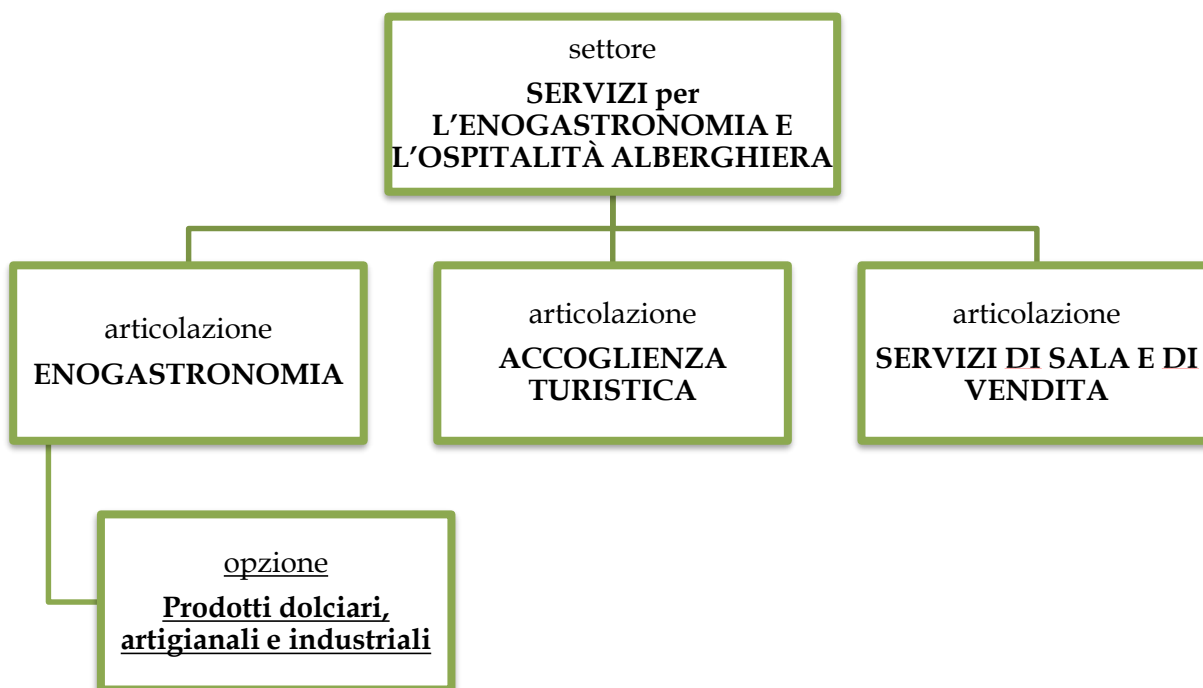 settore
SERVIZI per
L’ENOGASTRONOMIA E
L’OSPITALITÀ ALBERGHIERA
articolazione
ENOGASTRONOMIA
articolazione
ACCOGLIENZA
TURISTICA
articolazione
SERVIZI DI SALA E DI
VENDITA
opzione
Prodotti dolciari,
artigianali e industriali